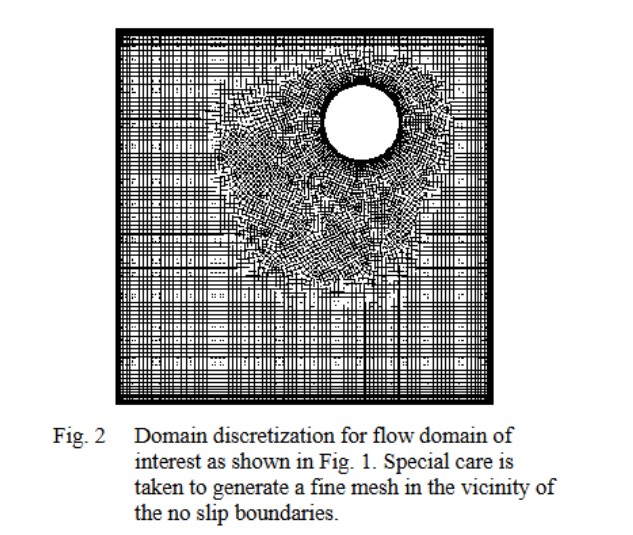 Fig. 2 Domain discretization for flow domain of
interest as shown in Fig. 1. Special care is
taken to generate a fine mesh in the vicinity of
the no slip boundaries.